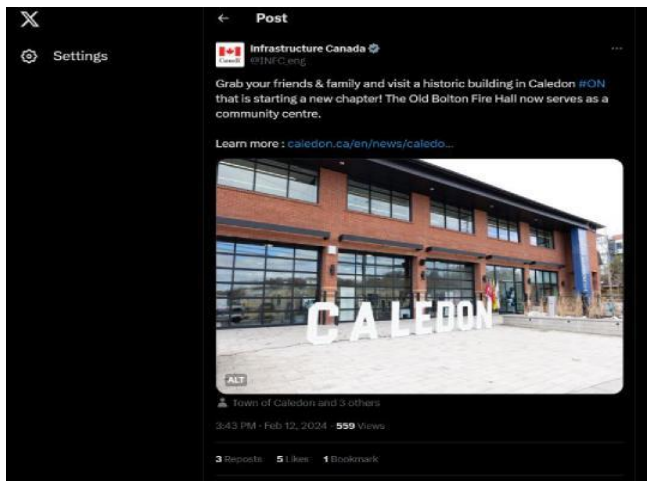 X
← Post
Settings
Infrastructure Canada
@INFC_eng
Canada
Grab your friends & family and visit a historic building in Caledon #ON
that is starting a new chapter! The Old Bolton Fire Hall now serves as a
community centre.
Learn more : caledon.ca/en/news/caledo...
CALEDON
ALT
Town of Caledon and 3 others
3:43 PM · Feb 12, 2024 · 559 Views
3 Reposts 5 Likes 1 Bookmark